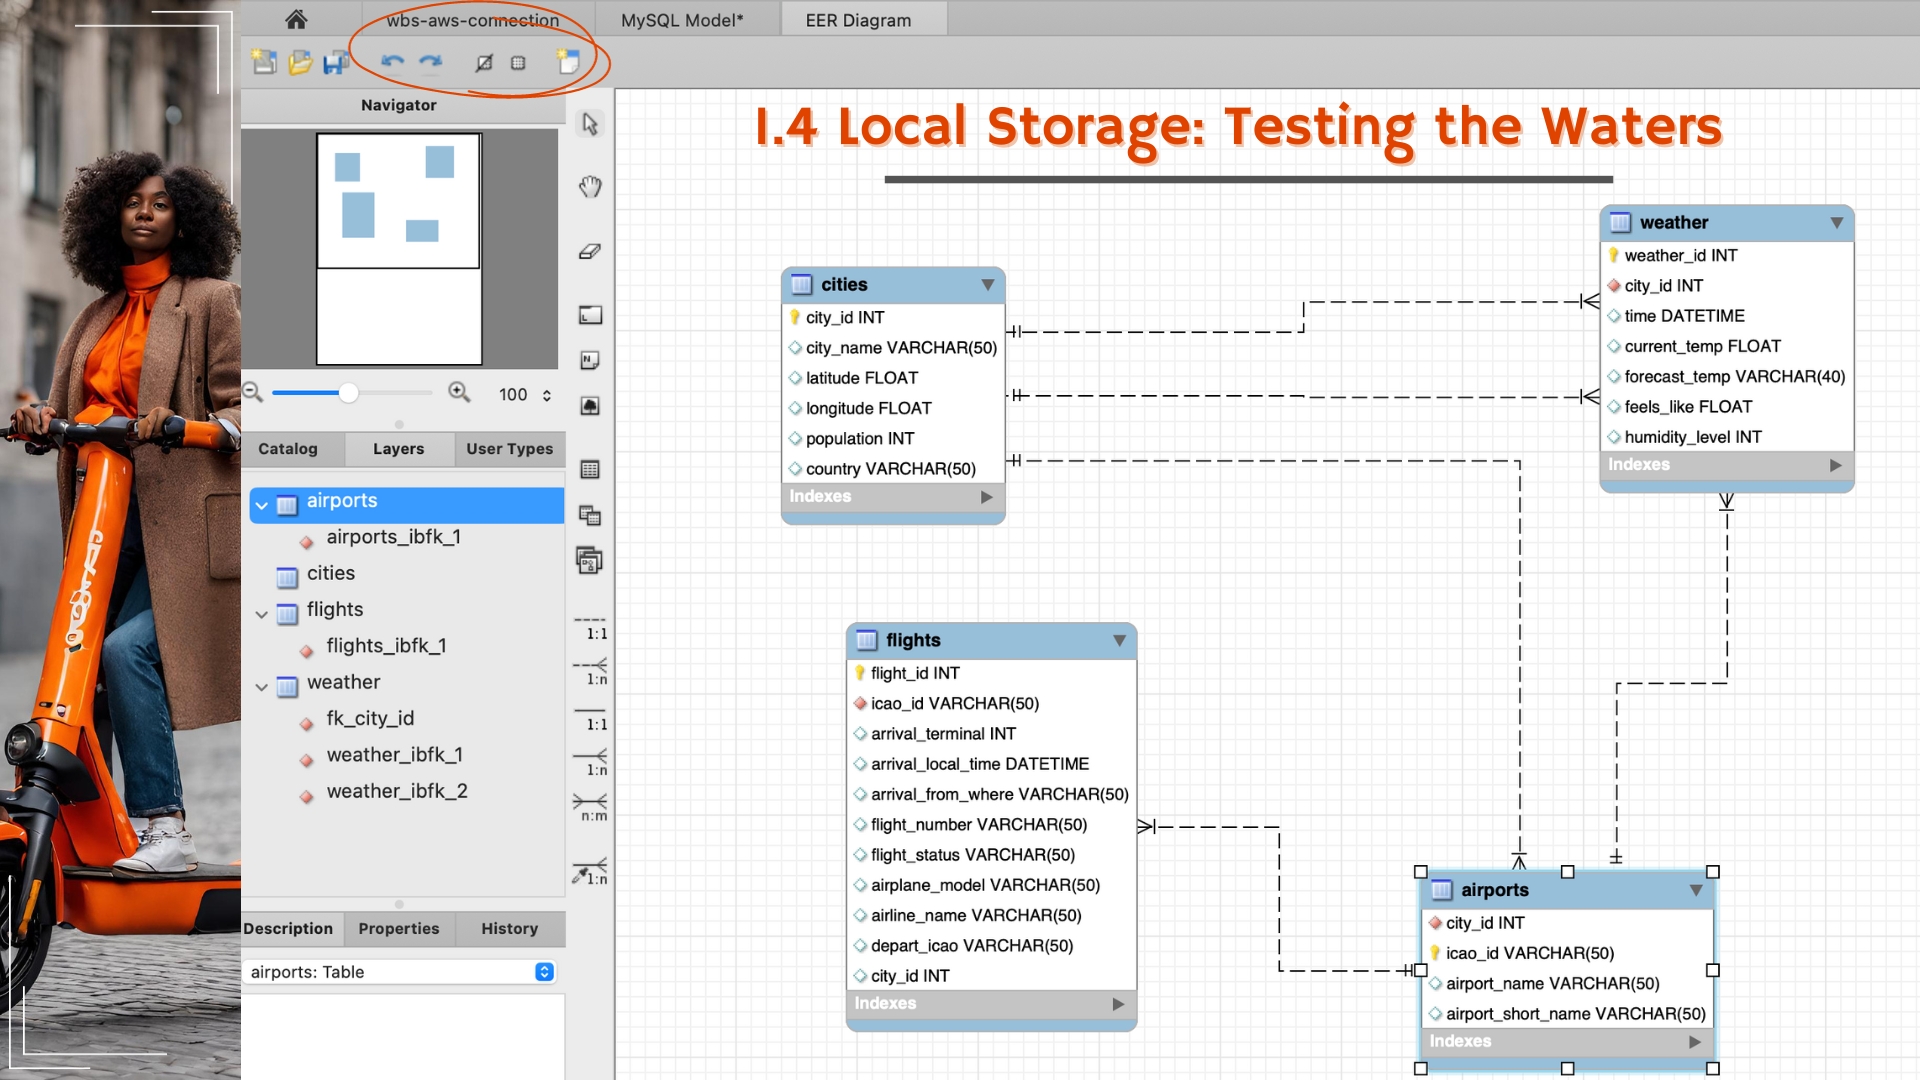 wbs-aws-connection
MySQL Model*
EER Diagram
Navigator
1.4 Local Storage: Testing the Waters
100
Catalog
Layers
User Types
airports
airports_ibfk_1
cities
flights
flights_ibfk_1
weather
fk_city_id
weather_ibfk_1
weather_ibfk_2
Description
Properties
History
airports: Table
1:1
1:n
1:1
1:n
n:m
1:n
cities
city_id INT
city_name VARCHAR(50)
latitude FLOAT
longitude FLOAT
population INT
country VARCHAR(50)
Indexes
weather
weather_id INT
city_id INT
time DATETIME
current_temp FLOAT
forecast_temp VARCHAR(40)
feels_like FLOAT
humidity_level INT
Indexes
flights
flight_id INT
icao_id VARCHAR(50)
arrival_terminal INT
arrival_local_time DATETIME
arrival_from_where VARCHAR(50)
flight_number VARCHAR(50)
flight_status VARCHAR(50)
airplane_model VARCHAR(50)
airline_name VARCHAR(50)
depart_icao VARCHAR(50)
city_id INT
Indexes
airports
city_id INT
icao_id VARCHAR(50)
airport_name VARCHAR(50)
airport_short_name VARCHAR(50)
Indexes